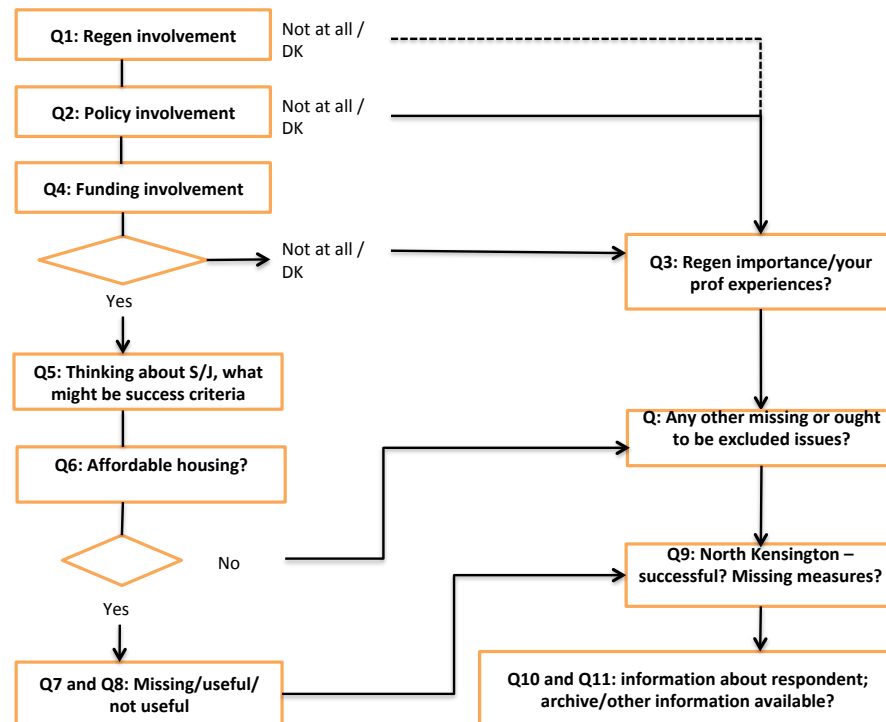 Q1: Regen involvement
Not at all /
DK
Q2: Policy involvement
Not at all /
DK
Q4: Funding involvement
Not at all /
DK
Q3: Regen importance/your
prof experiences?
Yes
Q5: Thinking about S/J, what
might be success criteria
Q: Any other missing or ought
to be excluded issues?
Q6: Affordable housing?
No
Q9: North Kensington –
successful? Missing measures?
Yes
Q7 and Q8: Missing/useful/
not useful
Q10 and Q11: information about respondent;
archive/other information available?